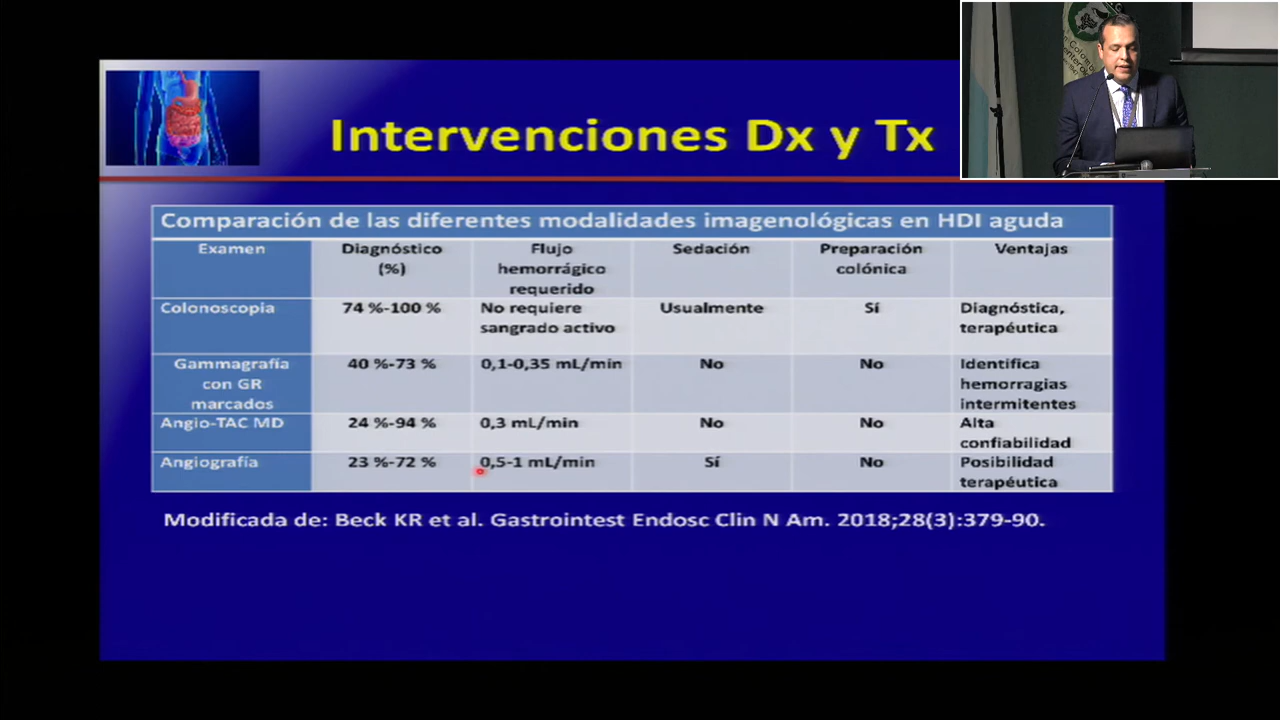 Intervenciones Dx y Tx
Comparación de las diferentes modalidades imagenológicas en HDI aguda
Examen
Diagnóstico
(%)
Flujo
hemorrágico
requerido
Sedación
Preparación
colónica
Ventajas
Colonoscopia
74 %-100 %
No requiere
sangrado activo
Usualmente
Sí
Diagnóstica,
terapéutica
Gammagrafía
con GR
marcados
40 %-73 %
0,1-0,35 mL/min
No
No
Identifica
hemorragias
intermitentes
Angio-TAC MD
24 %-94 %
0,3 mL/min
No
No
Alta
confiabilidad
Angiografía
23 %-72 %
0,5-1 mL/min
Sí
No
Posibilidad
terapéutica
Modificada de: Beck KR et al. Gastrointest Endosc Clin N Am. 2018;28(3):379-90.